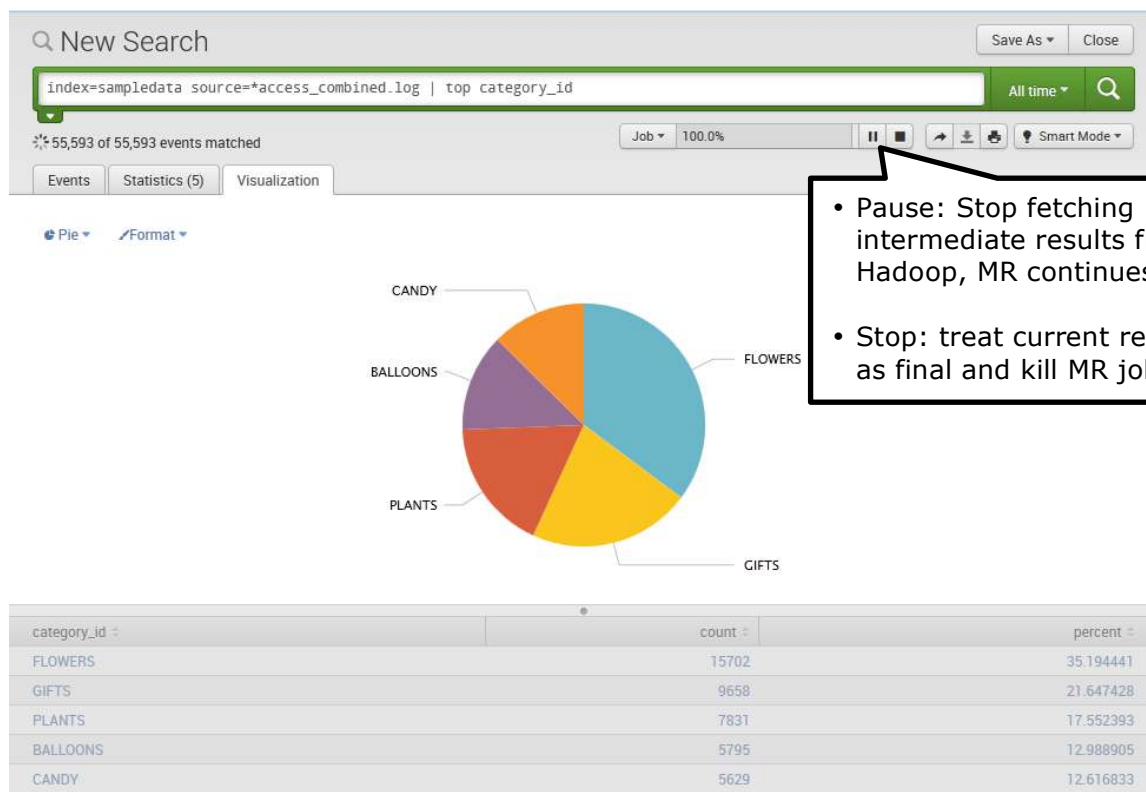 New Search
Save As
Close
index=sampledata source=*access_combined.log | top category_id
All time
55,593 of 55,593 events matched
Job
100.0%
Smart Mode
Events
Statistics (5)
Visualization
Pie
Format
• Pause: Stop fetching
intermediate results f
Hadoop, MR continues
• Stop: treat current re
as final and kill MR jo
CANDY
FLOWERS
BALLOONS
PLANTS
GIFTS
category_id count percent
FLOWERS 15702 35.194441
GIFTS 9658 21.647428
PLANTS 7831 17.552393
BALLOONS 5795 12.988905
CANDY 5629 12.616833